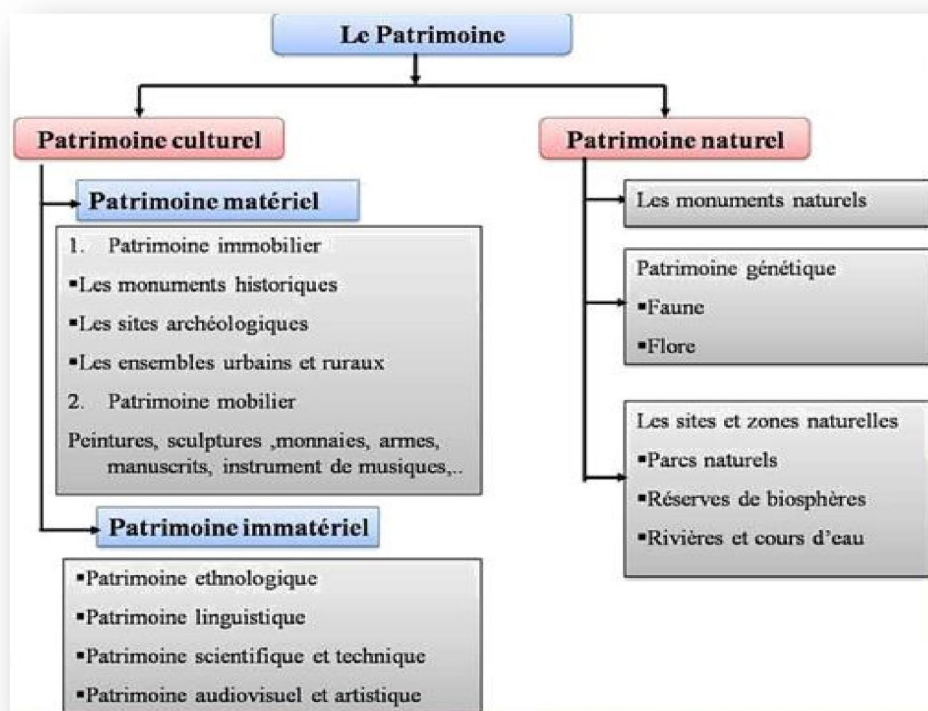 Le Patrimoine
Patrimoine culturel
Patrimoine matériel
1. Patrimoine immobilier
▪Les monuments historiques
▪Les sites archéologiques
▪Les ensembles urbains et ruraux
2. Patrimoine mobilier
Peintures, sculptures ,monnaies, armes,
manuscrits, instrument de musiques,..
Patrimoine immatériel
▪Patrimoine ethnologique
▪Patrimoine linguistique
▪Patrimoine scientifique et technique
▪Patrimoine audiovisuel et artistique
Patrimoine naturel
Les monuments naturels
Patrimoine génétique
▪Faune
▪Flore
Les sites et zones naturelles
▪Parcs naturels
▪Réserves de biosphères
▪Rivières et cours d'eau